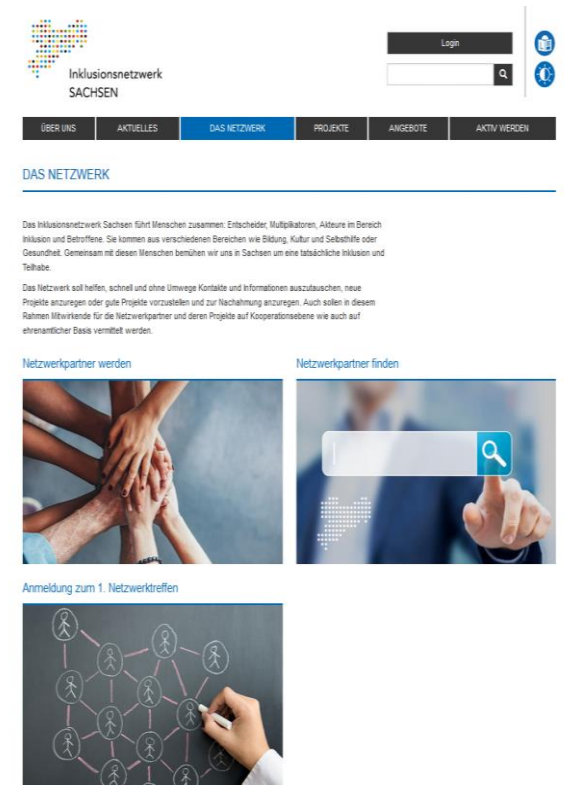 Inklusionsnetzwerk
SACHSEN
Login
ÜBER UNS
AKTUELLES
DAS NETZWERK
PROJEKTE
ANGEBOTE
AKTIV WERDEN
DAS NETZWERK
Das Inklusionsnetzwerk Sachsen führt Menschen zusammen: Entscheider, Multiplikatoren, Akteure im Bereich
Inklusion und Betroffene. Sie kommen aus verschiedenen Bereichen wie Bildung, Kultur und Selbsthilfe oder
Gesundheit. Gemeinsam mit diesen Menschen bemühen wir uns in Sachsen um eine tatsächliche Inklusion und
Teilhabe.
Das Netzwerk soll helfen, schnell und ohne Umwege Kontakte und Informationen auszutauschen, neue
Projekte anzuregen oder gute Projekte vorzustellen und zur Nachahmung anzuregen. Auch sollen in diesem
Rahmen Mitwirkende für die Netzwerkpartner und deren Projekte auf Kooperationsebene wie auch auf
ehrenamtlicher Basis vermittelt werden.
Netzwerkpartner werden
Netzwerkpartner finden
Anmeldung zum 1. Netzwerktreffen